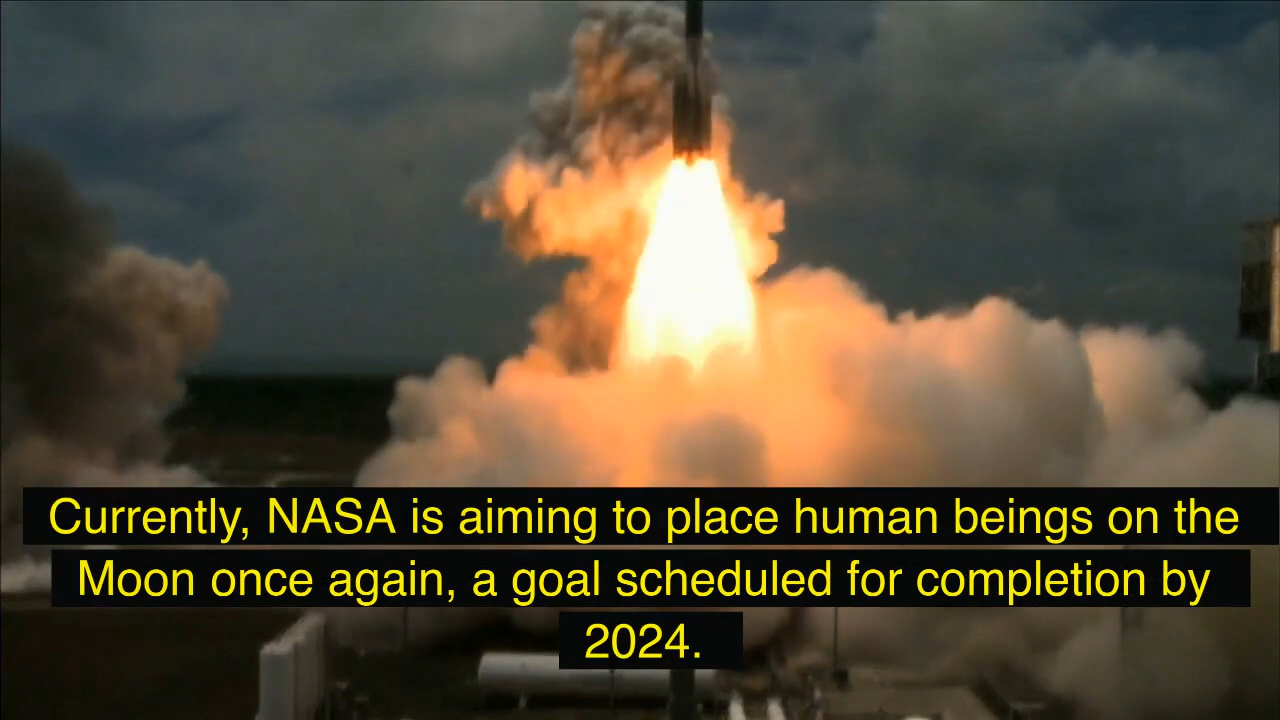 Currently, NASA is aiming to place human beings on the
Moon once again, a goal scheduled for completion by
2024.